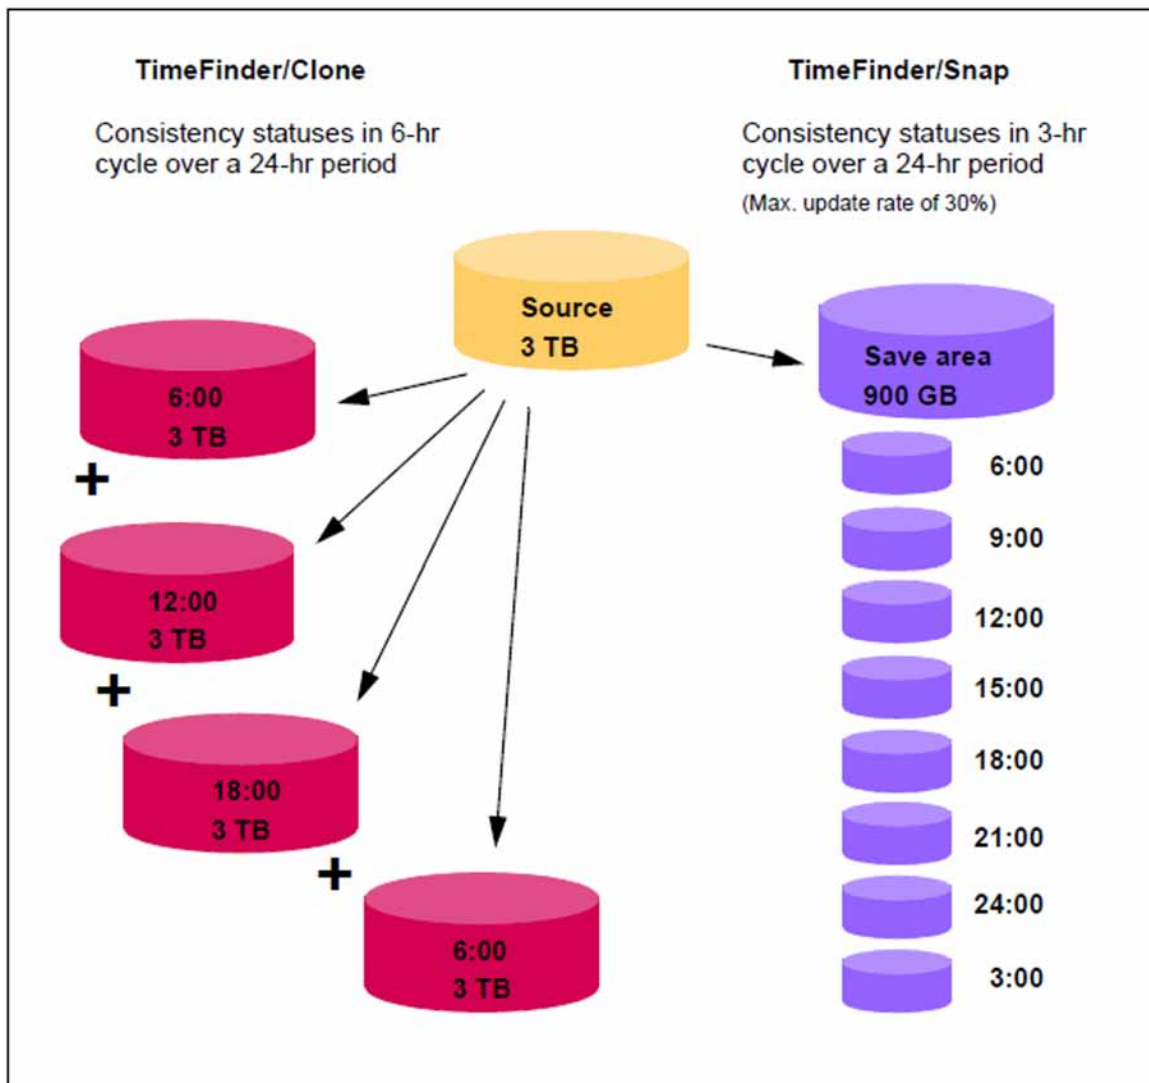 TimeFinder/Clone
Consistency statuses in 6-hr
cycle over a 24-hr period
TimeFinder/Snap
Consistency statuses in 3-hr
cycle over a 24-hr period
(Max. update rate of 30%)
Source
3 TB
6:00
3 TB
+
12:00
3 TB
+
18:00
3 TB
+
6:00
3 TB
Save area
900 GB
6:00
9:00
12:00
15:00
18:00
21:00
24:00
3:00